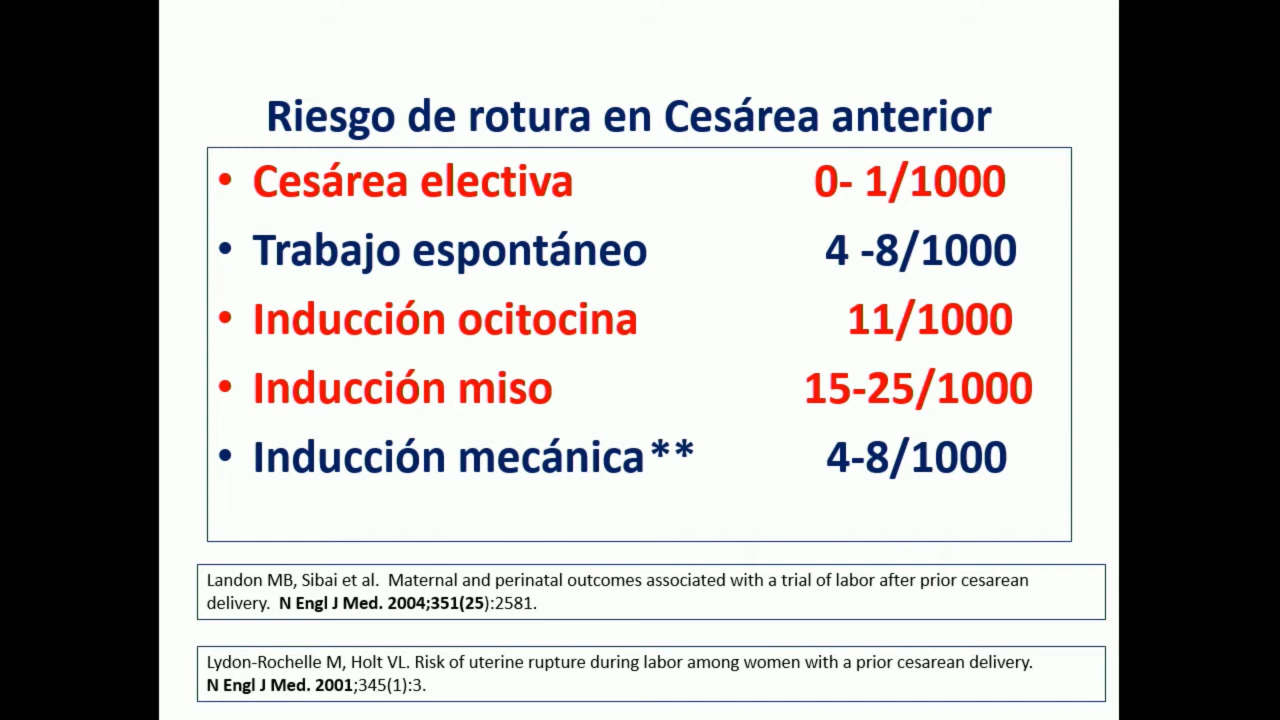 Riesgo de rotura en Cesárea anterior
• Cesárea electiva 0- 1/1000
• Trabajo espontáneo 4 -8/1000
• Inducción ocitocina 11/1000
• Inducción miso 15-25/1000
• Inducción mecánica** 4-8/1000
Landon MB, Sibai et al. Maternal and perinatal outcomes associated with a trial of labor after prior cesarean
delivery. N Engl J Med. 2004;351(25):2581.
Lydon-Rochelle M, Holt VL. Risk of uterine rupture during labor among women with a prior cesarean delivery.
N Engl J Med. 2001;345(1):3.